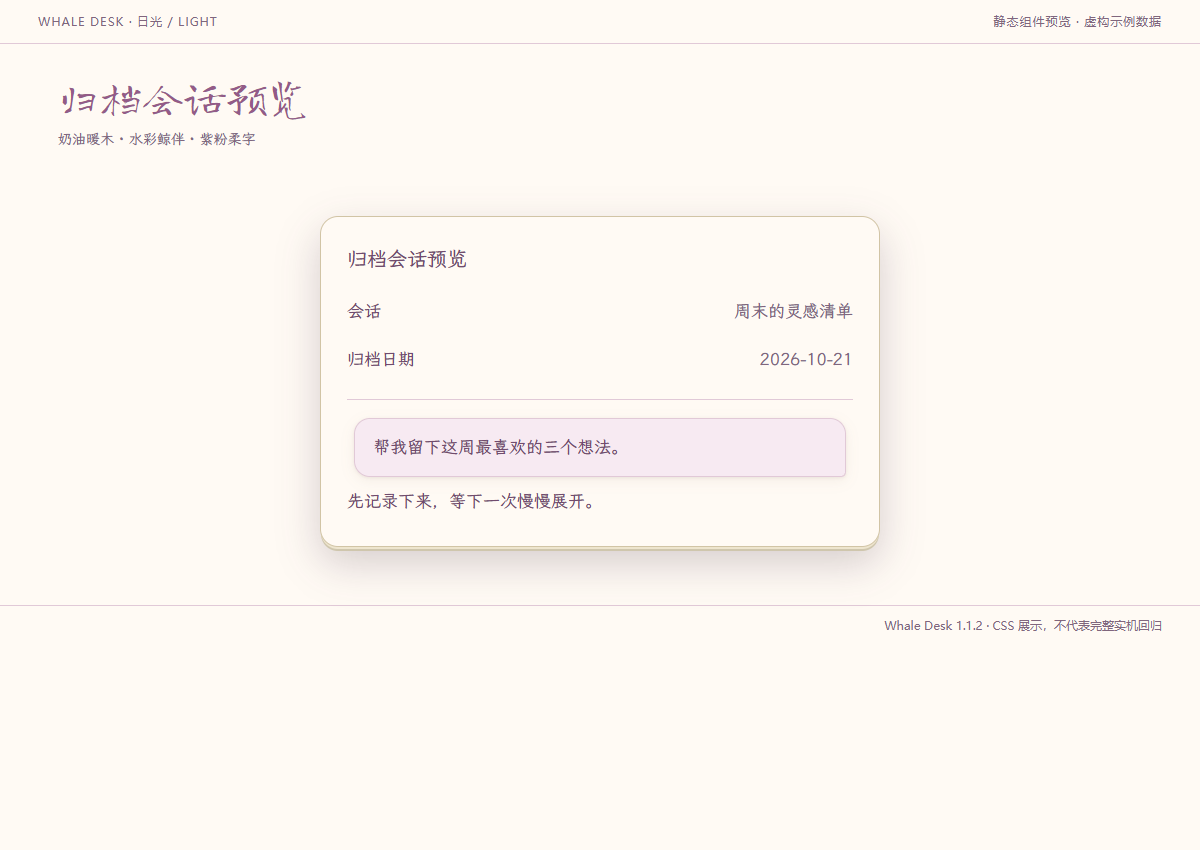 WHALE DESK · 日光 / LIGHT
静态组件预览 · 虚构示例数据
归档会话预览
奶油暖木 · 水彩鲸伴 · 紫粉柔字
归档会话预览
会话 周末的灵感清单
归档日期 2026-10-21
帮我留下这周最喜欢的三个想法。
先记录下来，等下一次慢慢展开。
Whale Desk 1.1.2 · CSS 展示，不代表完整实机回归